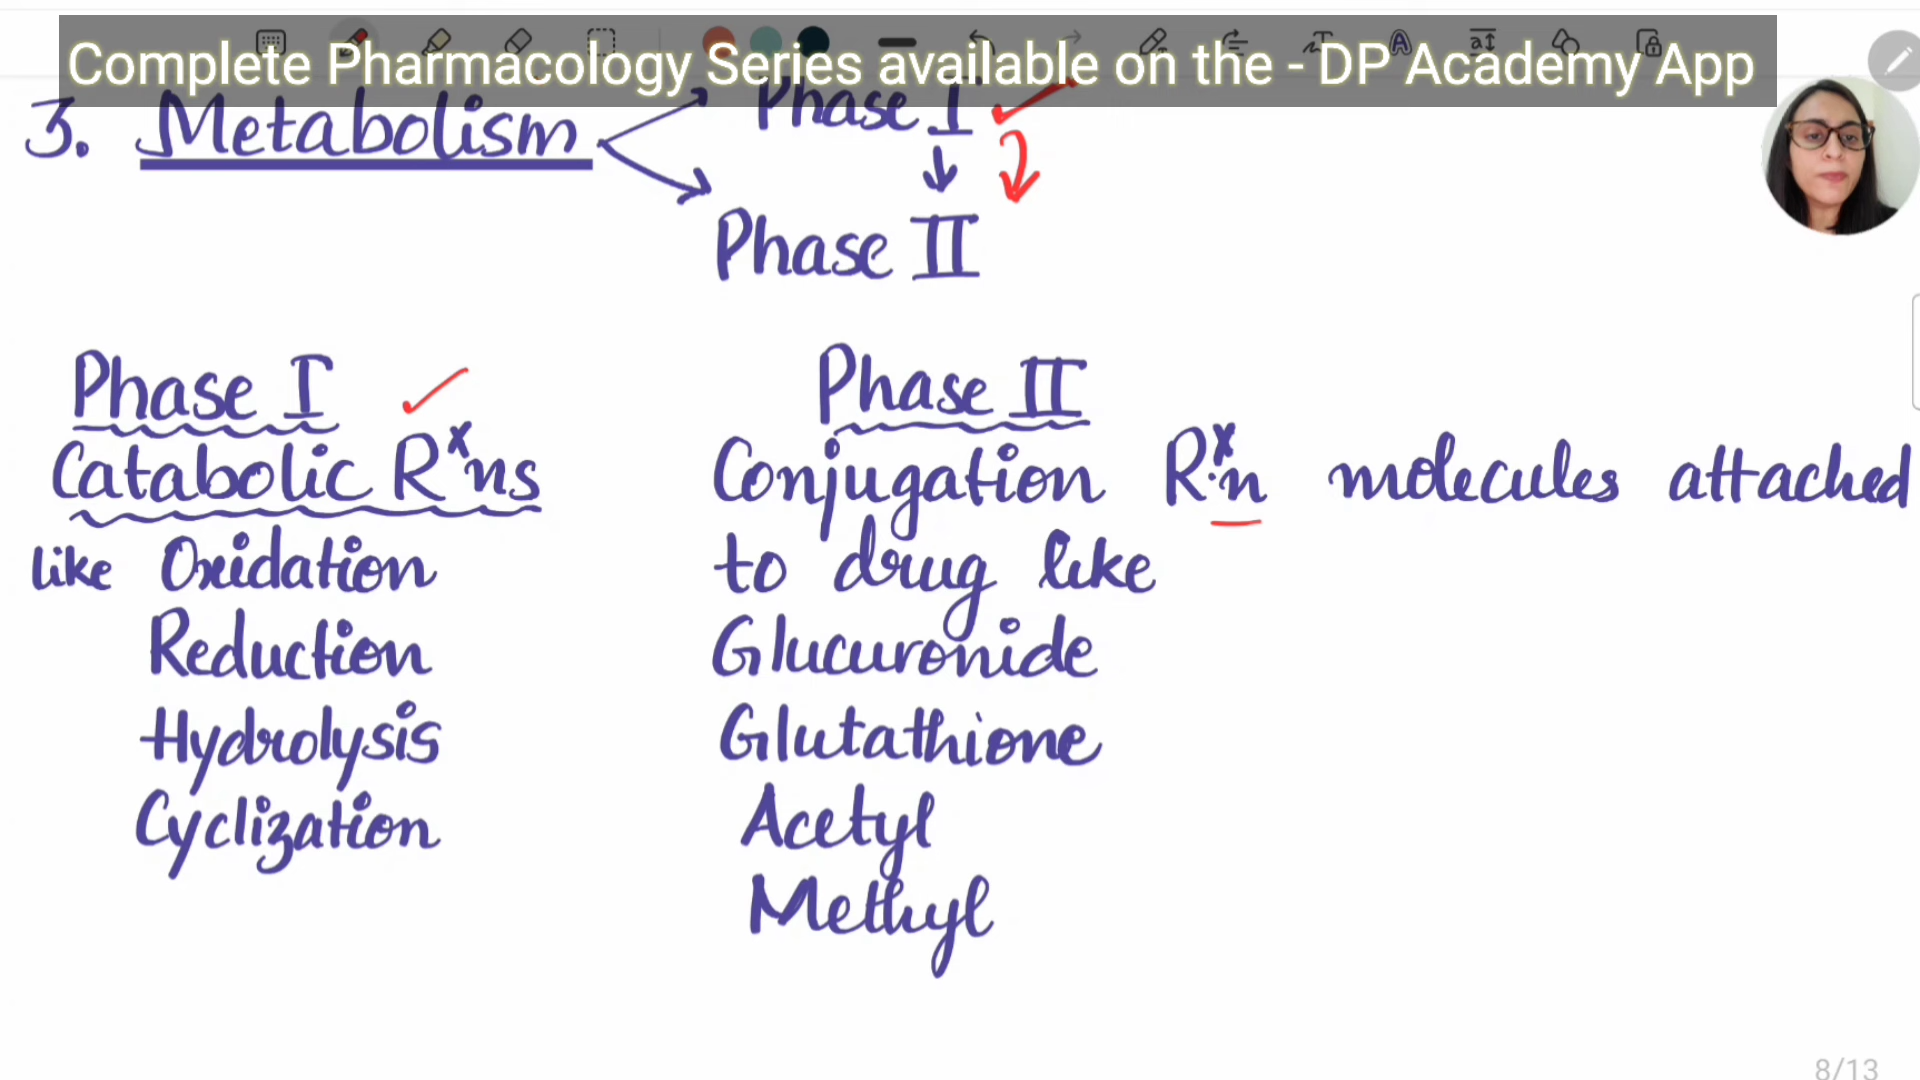 Complete Pharmacology Series available on the - DP Academy App
3. Metabolism
Phase I
Phase II
Phase I
Phase II
Catabolic Rxns
Conjugation Rxn molecules attached
like Oxidation
to drug like
Reduction
Glucuronide
Hydrolysis
Glutathione
Cyclization
Acetyl
Methyl
8/13